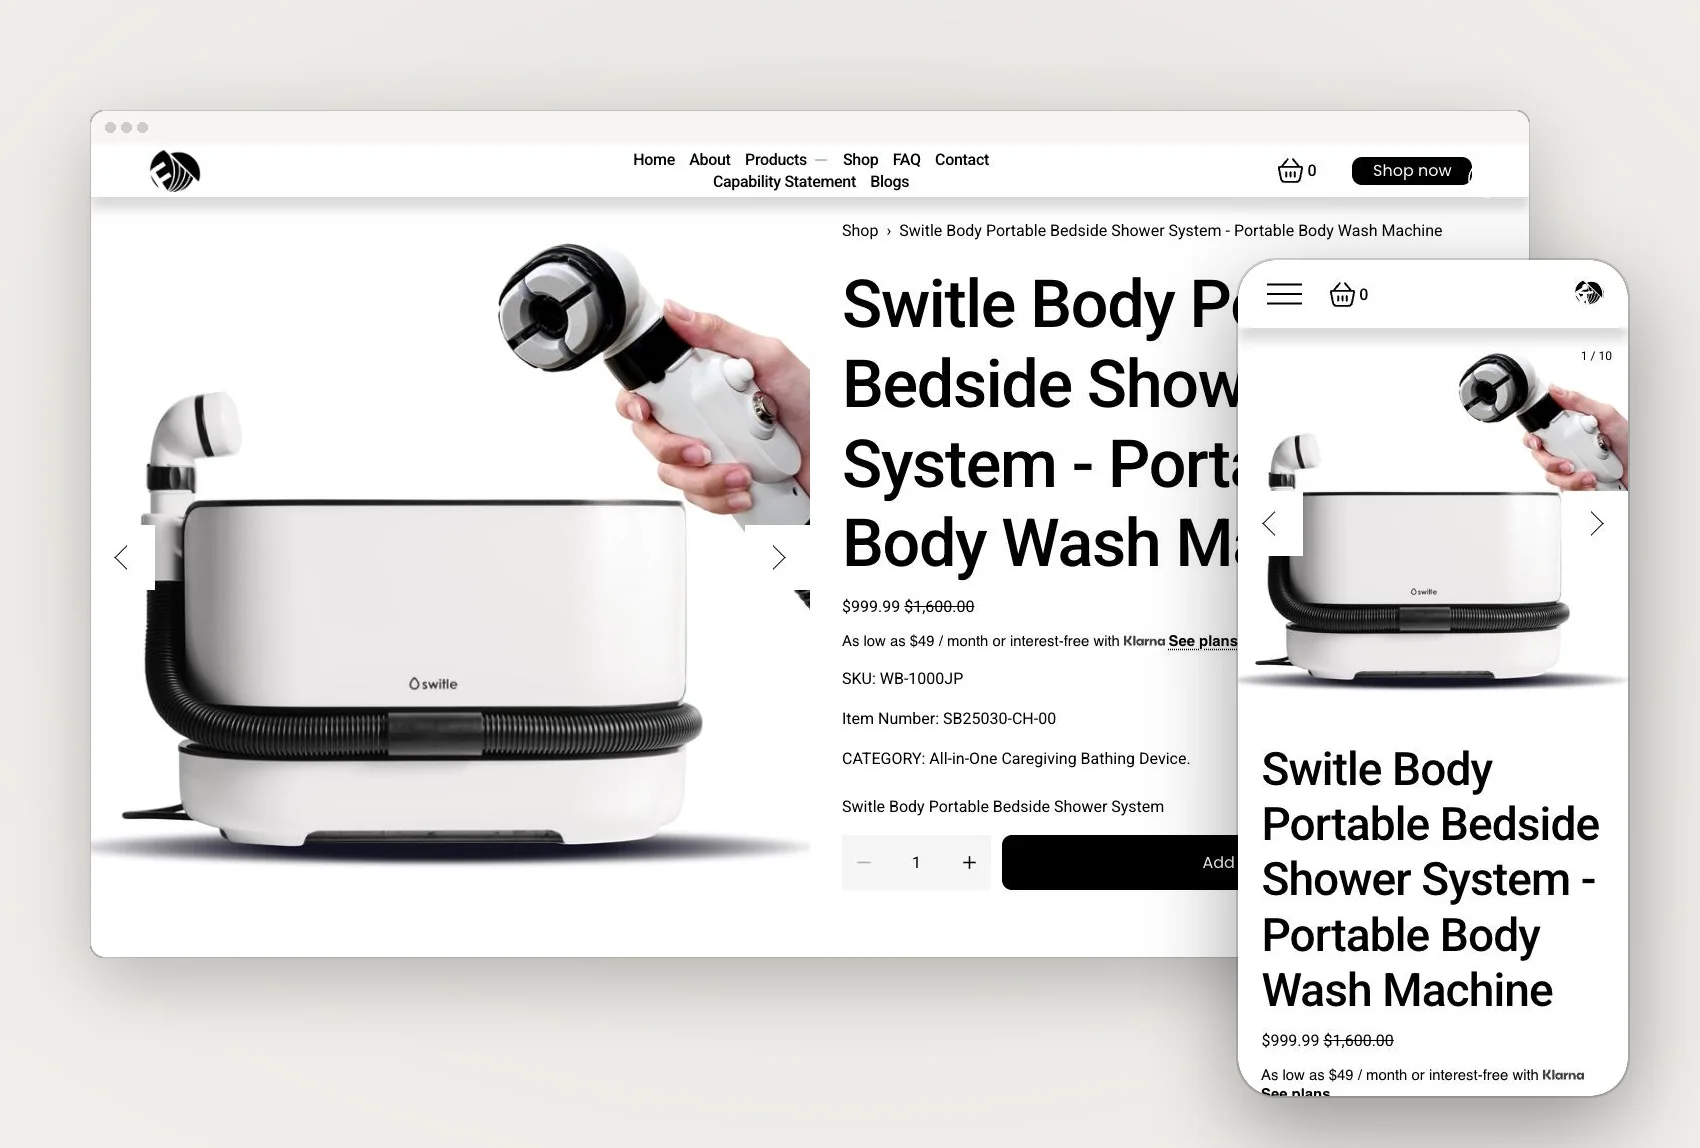 Home About Products Shop FAQ Contact
Capability Statement Blogs
0
Shop now
Shop › Switle Body Portable Bedside Shower System - Portable Body Wash Machine
Switle Body
Bedside
System -
Body Wash
$999.99 $1,600.00
As low as $49 / month or interest-free with Klarna See plans
SKU: WB-1000JP
Item Number: SB25030-CH-00
CATEGORY: All-in-One Caregiving Bathing Device.
Switle Body Portable Bedside Shower System
− 1 +
Add
switle
0
1 / 10
switle
Switle Body
Portable Bedside
Shower System -
Portable Body
Wash Machine
$999.99 $1,600.00
As low as $49 / month or interest-free with Klarna
See plans